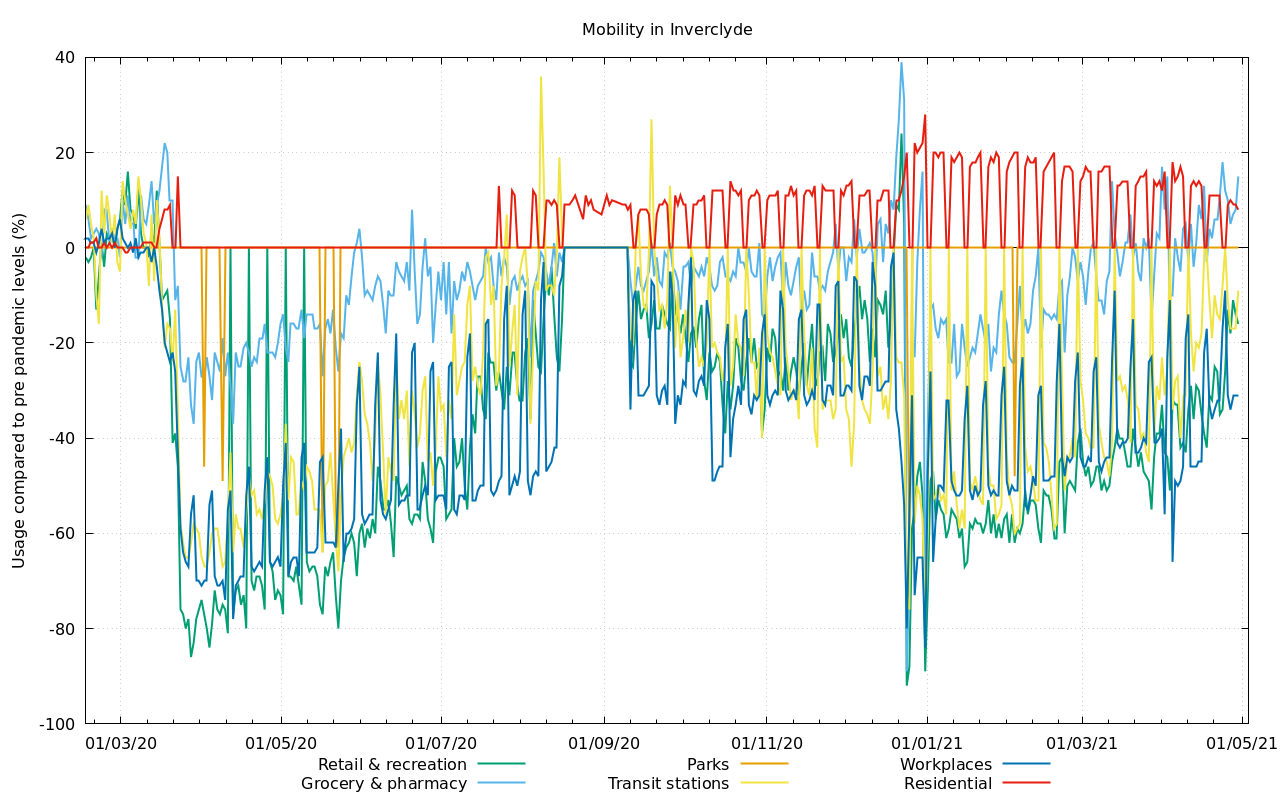 Mobility in Inverclyde
Usage compared to pre pandemic levels (%)
40
20
0
-20
-40
-60
-80
-100
01/03/20 01/05/20 01/07/20 01/09/20 01/11/20 01/01/21 01/03/21 01/05/21
Retail & recreation Parks Workplaces
Grocery & pharmacy Transit stations Residential